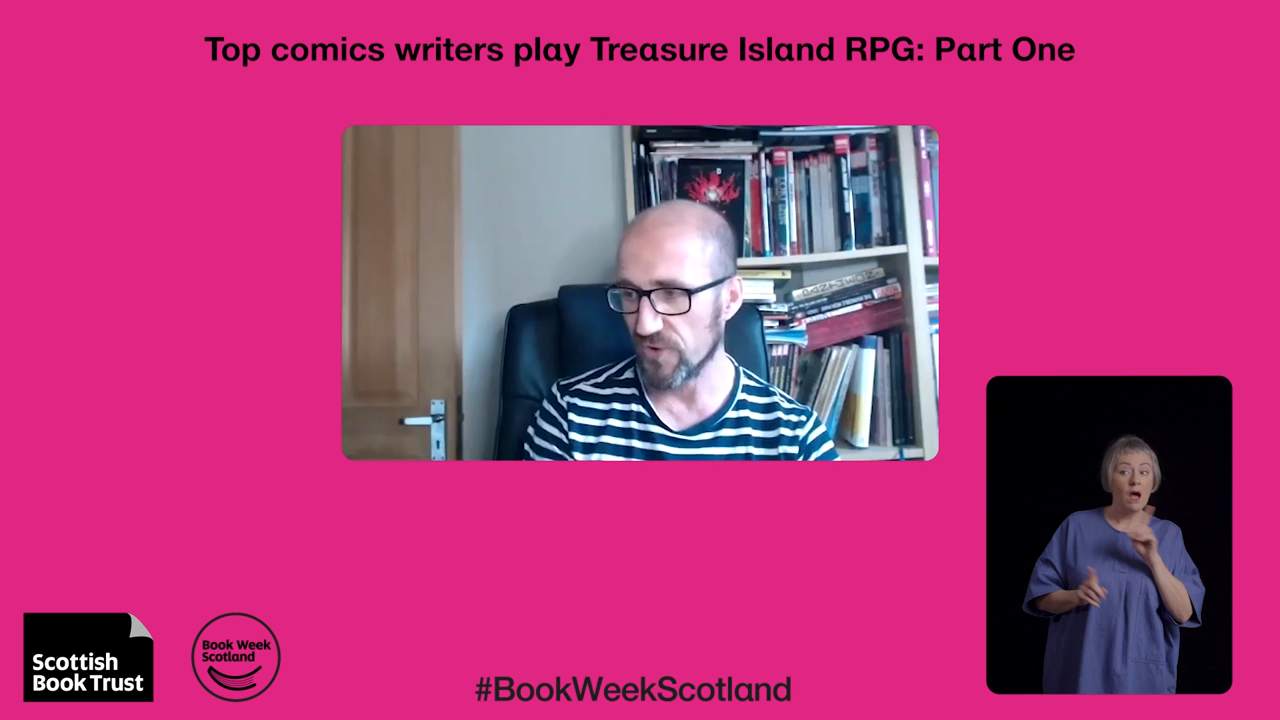 Top comics writers play Treasure Island RPG: Part One
Scottish
Book Trust
Book Week
Scotland
#BookWeekScotland